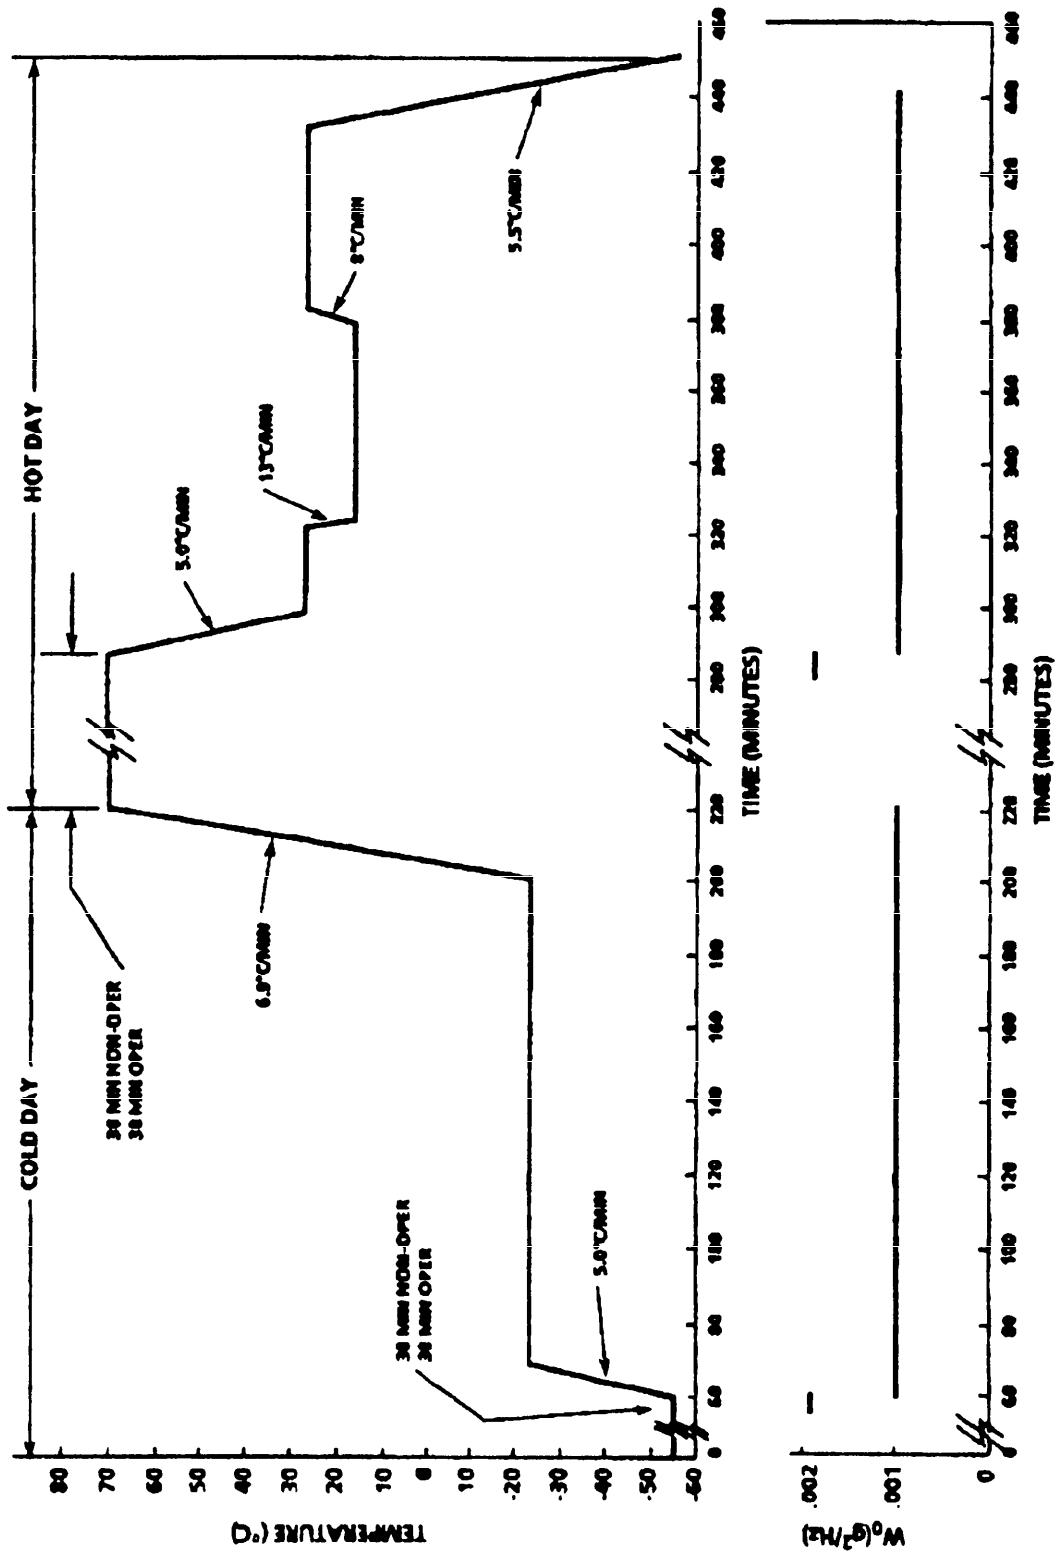 COLD DAY
HOT DAY
30 MIN NON-OPER
30 MIN OPER
5.0°C/MIN
13°C/MIN
8°C/MIN
6.9°C/MIN
5.5°C/MIN
30 MIN NON-OPER
30 MIN OPER
5.0°C/MIN
TEMPERATURE (°C)
80
70
60
50
40
30
20
10
0
10
-20
-30
-40
-50
-60
0 60 80 100 120 140 160 180 200 220 280 300 320 340 360 380 400 420 440 460
TIME (MINUTES)
W₀(g²/Hz)
.002
.001
0
0 60 80 100 120 140 160 180 200 220 280 300 320 340 360 380 400 420 440 460
TIME (MINUTES)